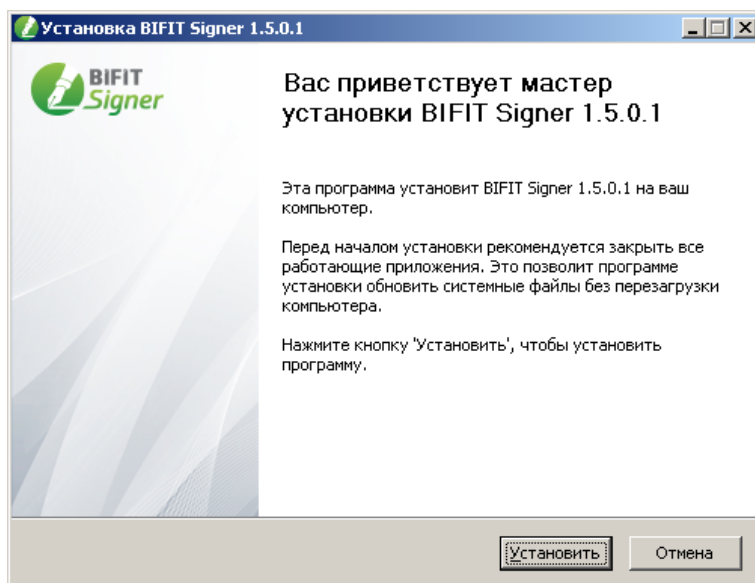 Установка BIFIT Signer 1.5.0.1
BIFIT
Signer
Вас приветствует мастер
установки BIFIT Signer 1.5.0.1
Эта программа установит BIFIT Signer 1.5.0.1 на ваш
компьютер.
Перед началом установки рекомендуется закрыть все
работающие приложения. Это позволит программе
установки обновить системные файлы без перезагрузки
компьютера.
Нажмите кнопку 'Установить', чтобы установить
программу.
Установить
Отмена